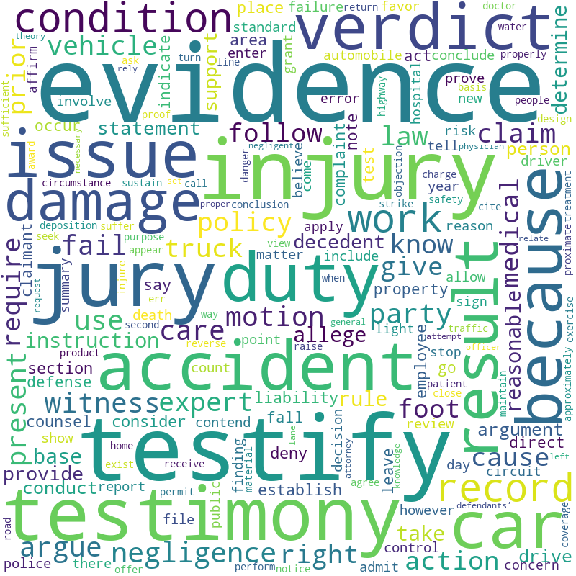 condition
verdict
place
failure
return
doctor
standard
favor
theory
vehicle
area
automobile
act
water
affirm
prior
enter
ask
rely
turn
line
grant
conclude
properly
sufficient
indicate
support
hospital
prove
basis
determine
evidence
highway
people
involve
proof
necessary
occur
error
new
design
statement
follow
note
law
risk
claim
award
negligent
believe
come
complaint
tell
physician
issue
injury
circumstance
danger
test
objection
person
driver
sustain
call
charge
safety
cite
damage
proper
conclusion
year
strike
because
deposition
suffer
policy
apply
work
reason
relate
proximate
treatment
seek
purpose
view
decedent
know
medical
fail
appear
truck
matter
include
allow
require
claimant
summary
injure
request
jury
duty
give
property
sign
result
reasonable
say
when
death
way
general
traffic
use
care
second
motion
party
light
attempt
officer
reverse
point
employee
stop
go
exercise
instruction
product
count
raise
allege
patient
close
maintain
approximately
present
section
accident
liability
rule
defense
witness
expert
fall
review
foot
counsel
consider
contend
decision
argument
show
home
exist
receive
lane
finding
material
deny
attorney
knowledge
leave
cause
direct
base
testify
day
circuit
left
provide
conduct
report
permit
public
establish
agree
however
record
testimony
file
take
car
defendants'
coverage
road
argue
negligence
right
action
drive
police
there
offer
perform
notice
control
admit
concern